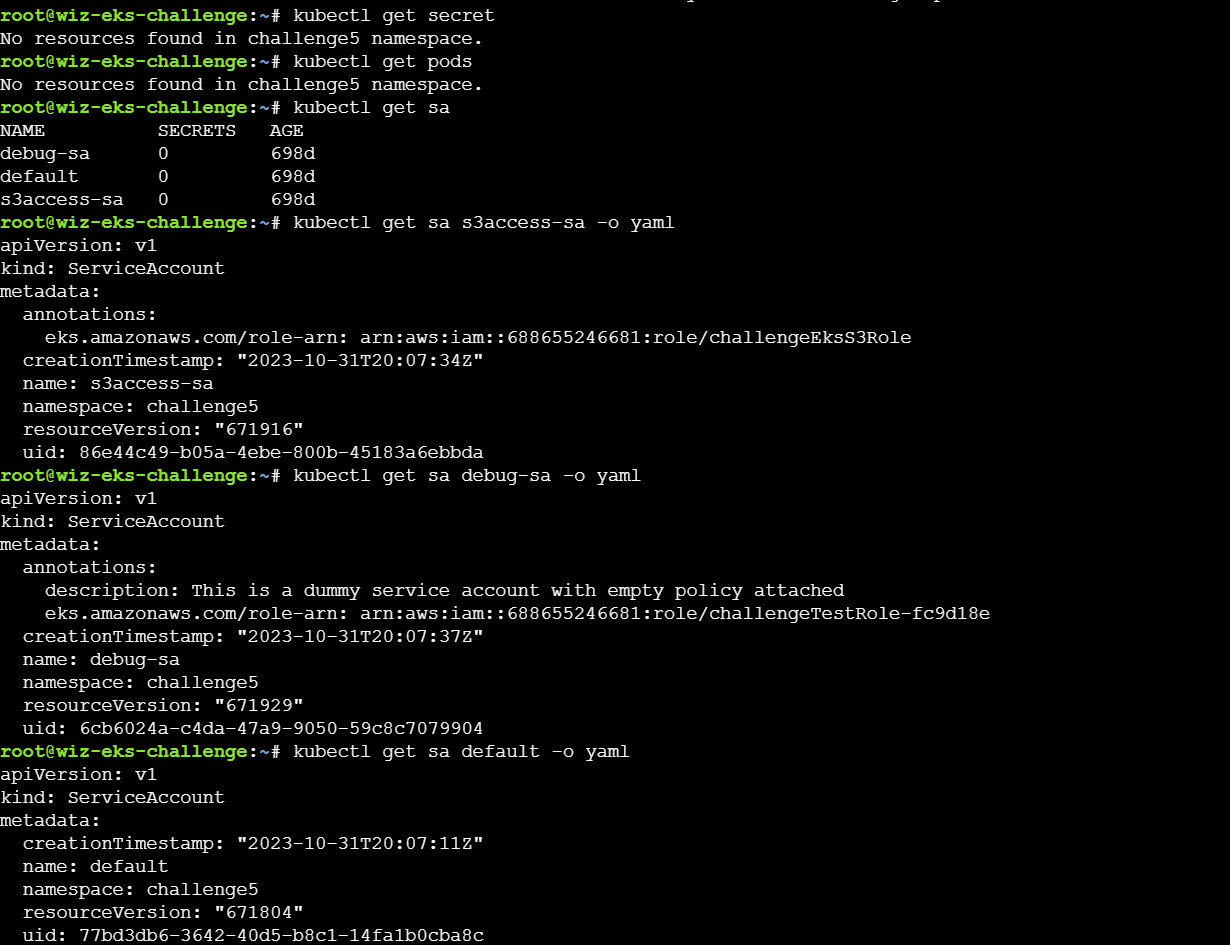 root@wiz-eks-challenge:~# kubectl get secret
No resources found in challenge5 namespace.
root@wiz-eks-challenge:~# kubectl get pods
No resources found in challenge5 namespace.
root@wiz-eks-challenge:~# kubectl get sa
NAME          SECRETS   AGE
debug-sa      0         698d
default       0         698d
s3access-sa   0         698d
root@wiz-eks-challenge:~# kubectl get sa s3access-sa -o yaml
apiVersion: v1
kind: ServiceAccount
metadata:
  annotations:
    eks.amazonaws.com/role-arn: arn:aws:iam::688655246681:role/challengeEksS3Role
  creationTimestamp: "2023-10-31T20:07:34Z"
  name: s3access-sa
  namespace: challenge5
  resourceVersion: "671916"
  uid: 86e44c49-b05a-4ebe-800b-45183a6ebbda
root@wiz-eks-challenge:~# kubectl get sa debug-sa -o yaml
apiVersion: v1
kind: ServiceAccount
metadata:
  annotations:
    description: This is a dummy service account with empty policy attached
    eks.amazonaws.com/role-arn: arn:aws:iam::688655246681:role/challengeTestRole-fc9d18e
  creationTimestamp: "2023-10-31T20:07:37Z"
  name: debug-sa
  namespace: challenge5
  resourceVersion: "671929"
  uid: 6cb6024a-c4da-47a9-9050-59c8c7079904
root@wiz-eks-challenge:~# kubectl get sa default -o yaml
apiVersion: v1
kind: ServiceAccount
metadata:
  creationTimestamp: "2023-10-31T20:07:11Z"
  name: default
  namespace: challenge5
  resourceVersion: "671804"
  uid: 77bd3db6-3642-40d5-b8c1-14fa1b0cba8c